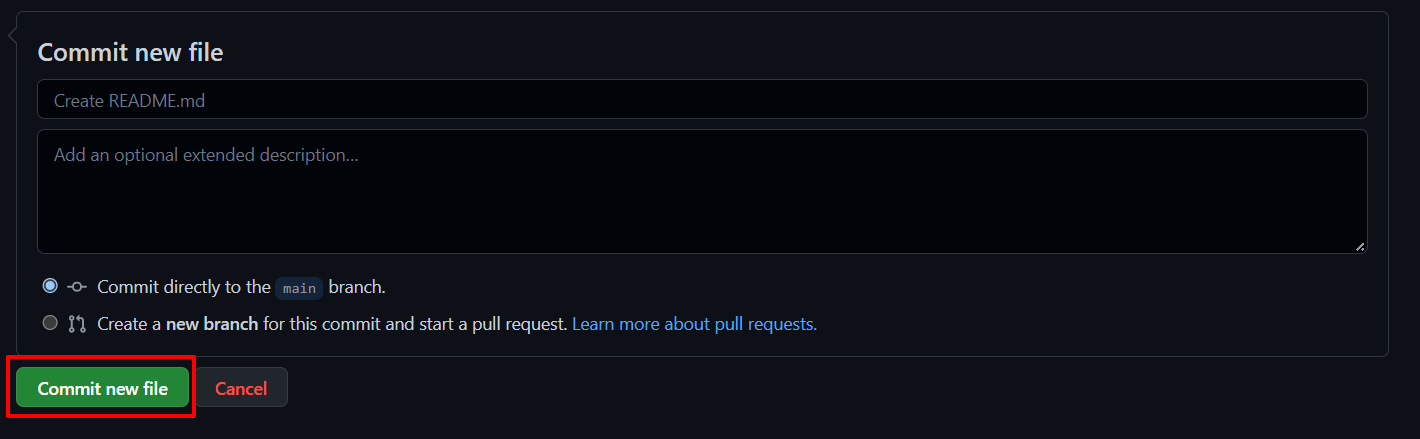 Commit new file
Create README.md
Add an optional extended description...
Commit directly to the main branch.
Create a new branch for this commit and start a pull request. Learn more about pull requests.
Commit new file Cancel